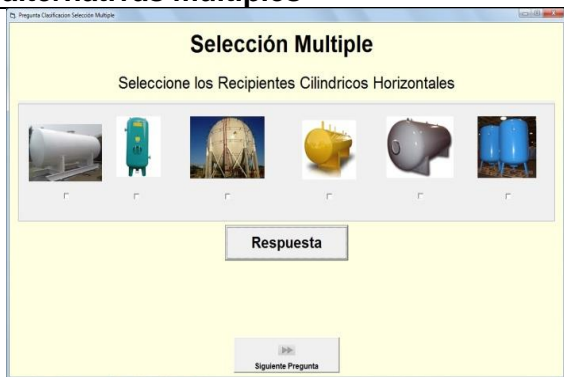 alternativas múltiples
Pregunta Clasificacion Selección Multiple
Selección Multiple
Seleccione los Recipientes Cilindricos Horizontales
Respuesta
Siguiente Pregunta